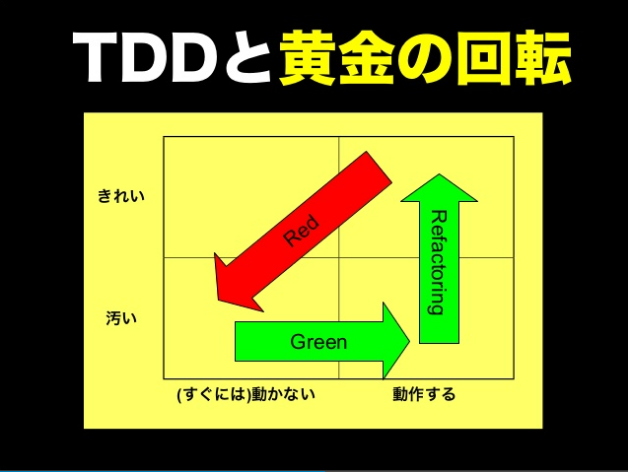 TDDと黄金の回転
きれい
Red
Refactoring
汚い
Green
(すぐには)動かない
動作する